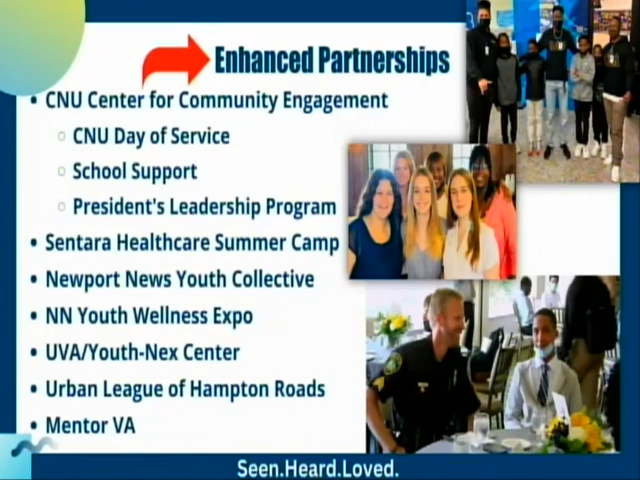 Enhanced Partnerships
• CNU Center for Community Engagement
○ CNU Day of Service
○ School Support
○ President's Leadership Program
• Sentara Healthcare Summer Camp
• Newport News Youth Collective
• NN Youth Wellness Expo
• UVA/Youth-Nex Center
• Urban League of Hampton Roads
• Mentor VA
Seen.Heard.Loved.